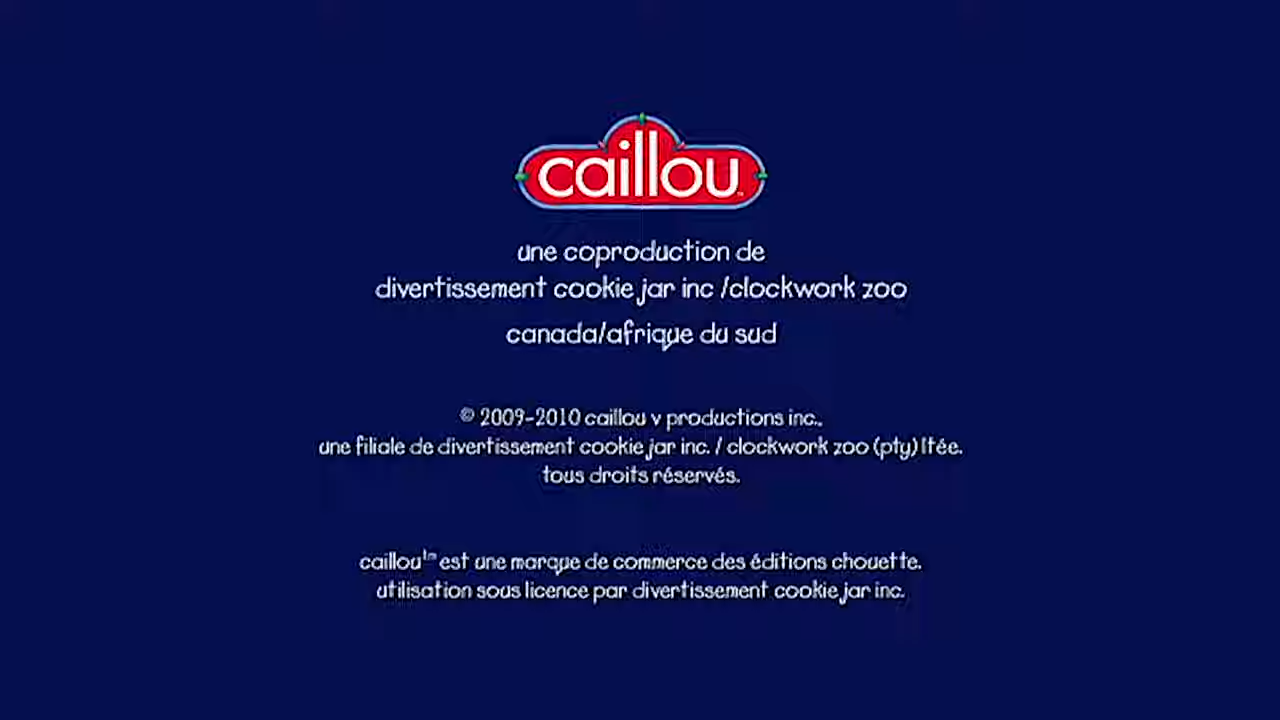 caillou™
une coproduction de
divertissement cookie jar inc /clockwork zoo
canada/afrique du sud
© 2009-2010 caillou v productions inc.,
une filiale de divertissement cookie jar inc. / clockwork zoo (pty) ltée.
tous droits réservés.
caillou™ est une marque de commerce des éditions chouette.
utilisation sous licence par divertissement cookie jar inc.